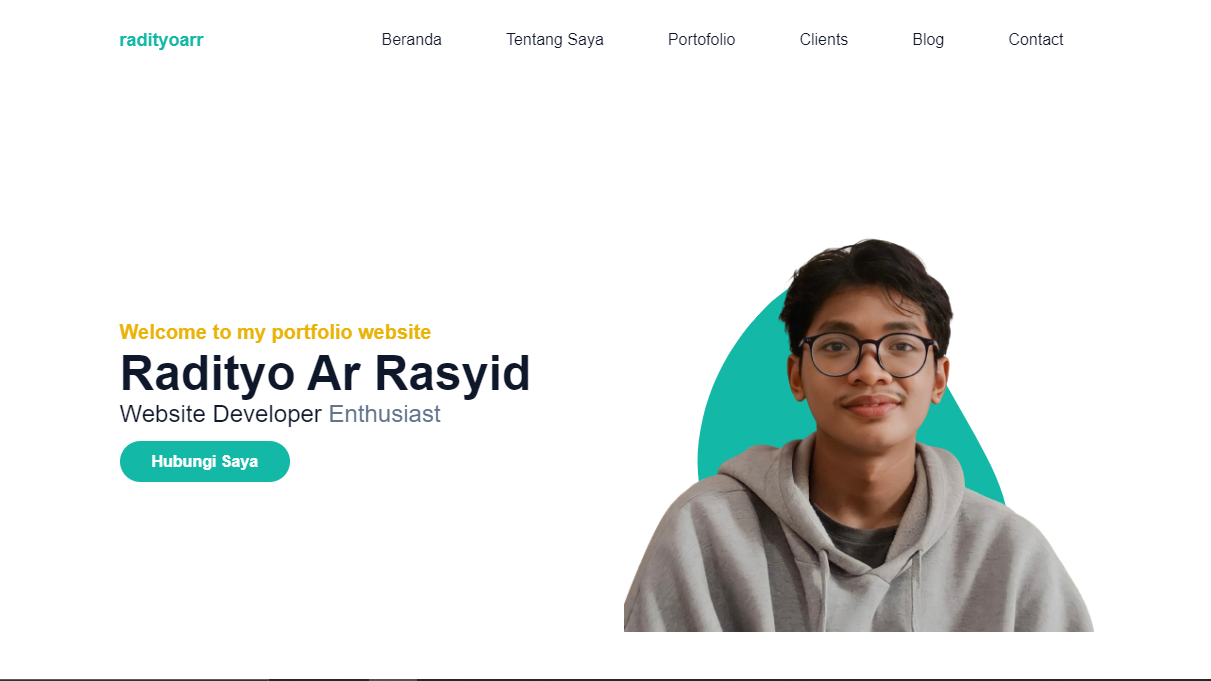 radityoarr
Beranda
Tentang Saya
Portofolio
Clients
Blog
Contact
Welcome to my portfolio website
Radityo Ar Rasyid
Website Developer Enthusiast
Hubungi Saya